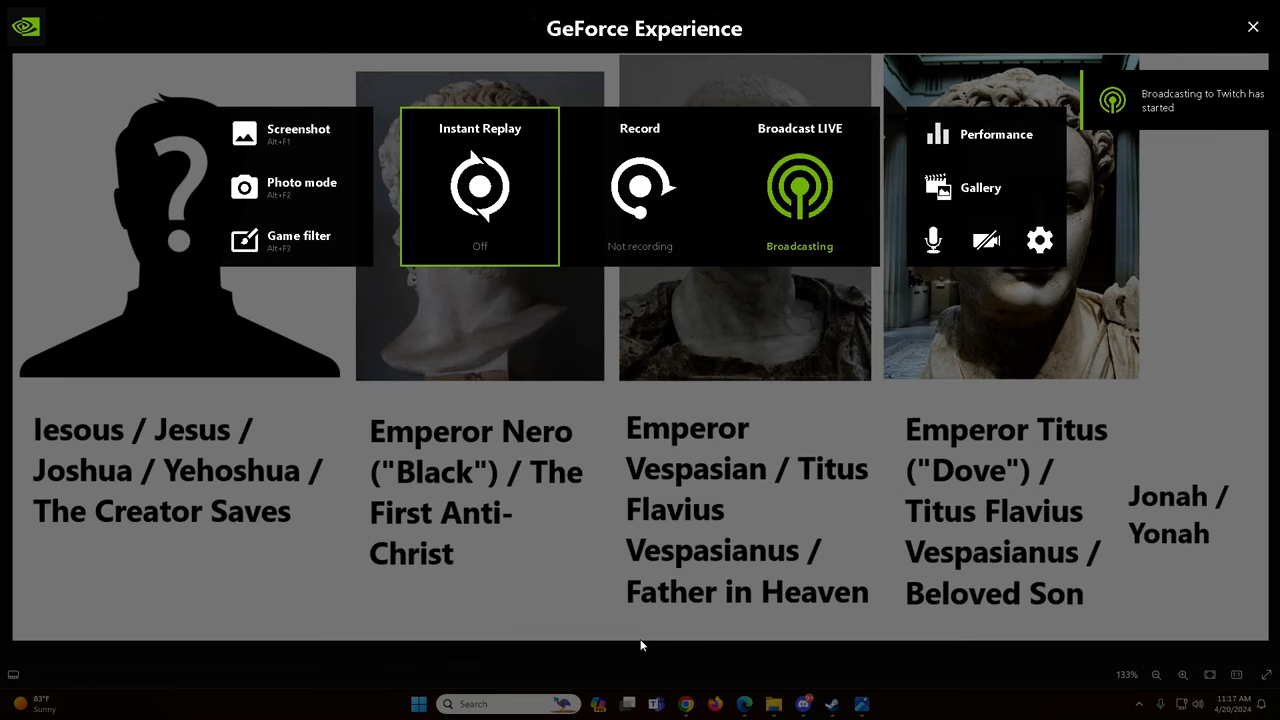 GeForce Experience
Broadcasting to Twitch has
started
Screenshot
Alt+F1
Photo mode
Alt+F2
Game filter
Alt+F3
Instant Replay
Off
Record
Not recording
Broadcast LIVE
Broadcasting
Performance
Gallery
?
Iesous / Jesus /
Joshua / Yehoshua /
The Creator Saves
Emperor Nero
("Black") / The
First Anti-
Christ
Emperor
Vespasian / Titus
Flavius
Vespasianus /
Father in Heaven
Emperor Titus
("Dove") /
Titus Flavius
Vespasianus /
Beloved Son
Jonah /
Yonah
133%
83°F
Sunny
Search
11:17 AM
4/20/2024